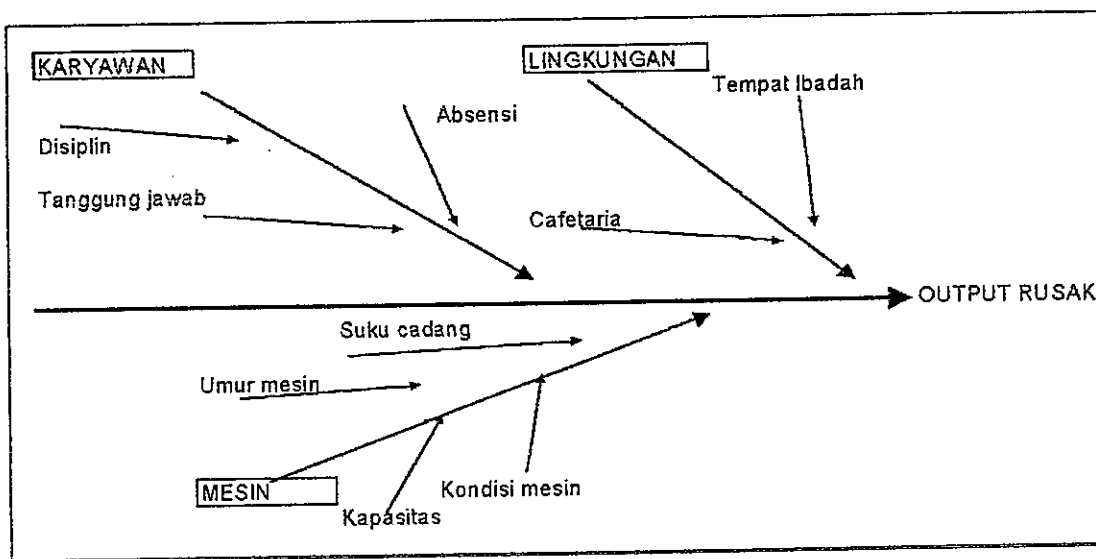 KARYAWAN
LINGKUNGAN
Tempat Ibadah
Absensi
Disiplin
Tanggung jawab
Cafetaria
OUTPUT RUSAK
Suku cadang
Umur mesin
MESIN
Kondisi mesin
Kapasitas